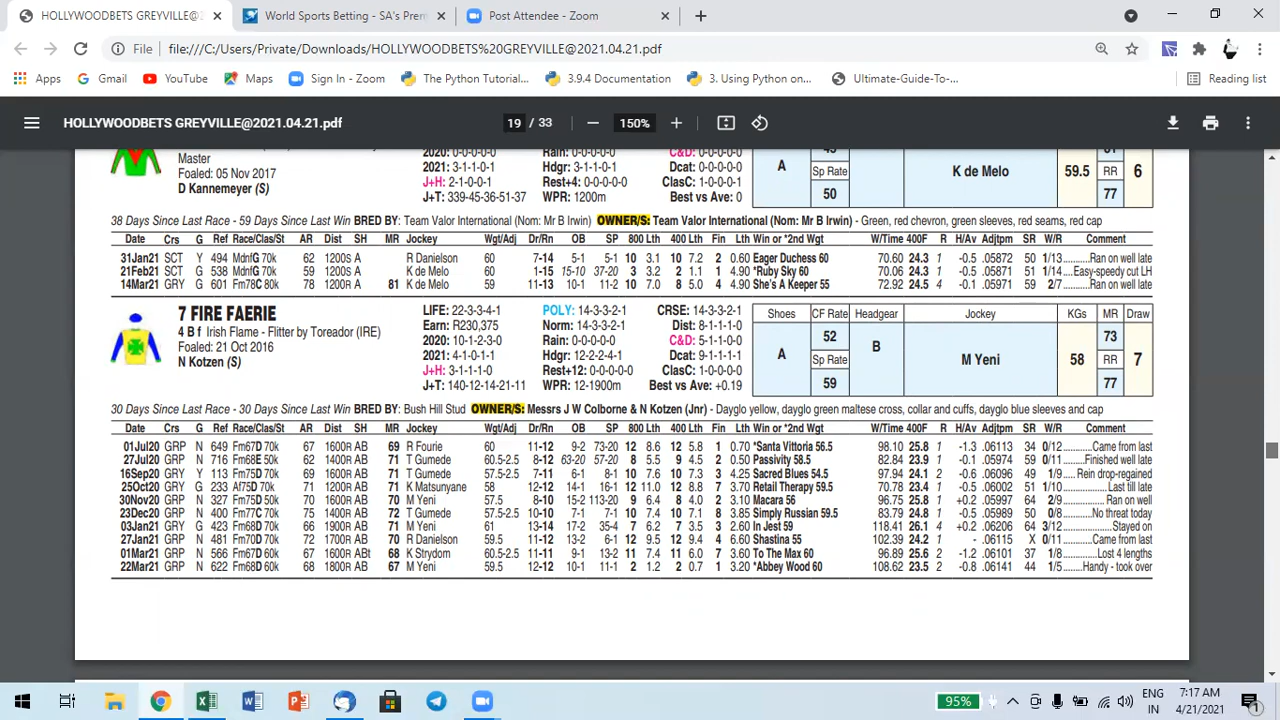 HOLLYWOODBETS GREYVILLE@
World Sports Betting - SA's Prem
Post Attendee - Zoom
File
file:///C:/Users/Private/Downloads/HOLLYWOODBETS%20GREYVILLE@2021.04.21.pdf
Apps Gmail YouTube Maps Sign In - Zoom The Python Tutorial... 3.9.4 Documentation 3. Using Python on... Ultimate-Guide-To-... Reading list
HOLLYWOODBETS GREYVILLE@2021.04.21.pdf 19 / 33 150%
Master
Foaled: 05 Nov 2017
D Kannemeyer (S)
2020: 0-0-0-0-0
2021: 3-1-1-0-1
J+H: 2-1-0-0-1
J+T: 339-45-36-51-37
Rain: 0-0-0-0-0
Hdgr: 3-1-1-0-1
Rest+4: 0-0-0-0-0
WPR: 1200m
C&D: 0-0-0-0-0
Dcat: 0-0-0-0-0
ClasC: 1-0-0-0-1
Best vs Ave: 0
A
Sp Rate
50
K de Melo
59.5
RR
77
6
38 Days Since Last Race - 59 Days Since Last Win BRED BY: Team Valor International (Nom: Mr B Irwin) OWNER/S: Team Valor International (Nom: Mr B Irwin) - Green, red chevron, green sleeves, red seams, red cap
Date Crs G Ref Race/Clas/St AR Dist SH MR Jockey Wgt/Adj Dr/Rn OB SP 800 Lth 400 Lth Fin Lth Win or *2nd Wgt W/Time 400F R H/Av Adjtpm SR W/R Comment
31Jan21 SCT Y 494 MdnfG 70k 62 1200S A R Danielson 60 7-14 5-1 5-1 10 3.1 10 7.2 2 0.60 Eager Duchess 60 70.60 24.3 1 -0.5 .05872 50 1/13 ..........Ran on well late
21Feb21 SCT G 538 MdnfG 70k 59 1200S A K de Melo 60 1-15 15-10 37-20 3 3.2 2 1.1 1 4.90 *Ruby Sky 60 70.06 24.3 1 -0.5 .05971 51 1/14 ....Easy-speedy cut LH
14Mar21 GRY G 601 Fm78C 80k 78 1200R A 81 K de Melo 59 11-13 10-1 11-2 10 7.0 8 5.0 4 4.90 She's A Keeper 55 72.92 24.5 4 -0.1 .05971 59 2/7 ..........Ran on well late
7 FIRE FAERIE
4 B f Irish Flame - Flitter by Toreador (IRE)
Foaled: 21 Oct 2016
N Kotzen (S)
LIFE: 22-3-3-4-1
Earn: R230,375
2020: 10-1-2-3-0
2021: 4-1-0-1-1
J+H: 3-1-1-1-0
J+T: 140-12-14-21-11
POLY: 14-3-3-2-1
Norm: 14-3-3-2-1
Rain: 0-0-0-0-0
Hdgr: 12-2-2-4-1
Rest+12: 0-0-0-0-0
WPR: 12-1900m
CRSE: 14-3-3-2-1
Dist: 8-1-1-1-0
C&D: 5-1-1-0-0
Dcat: 9-1-1-1-1
ClasC: 1-0-0-0-0
Best vs Ave: +0.19
Shoes CF Rate Headgear Jockey KGs MR Draw
A
52
Sp Rate
59
B
M Yeni
58
73
RR
77
7
30 Days Since Last Race - 30 Days Since Last Win BRED BY: Bush Hill Stud OWNER/S: Messrs J W Colborne & N Kotzen (Jnr) - Dayglo yellow, dayglo green maltese cross, collar and cuffs, dayglo blue sleeves and cap
Date Crs G Ref Race/Clas/St AR Dist SH MR Jockey Wgt/Adj Dr/Rn OB SP 800 Lth 400 Lth Fin Lth Win or *2nd Wgt W/Time 400F R H/Av Adjtpm SR W/R Comment
01Jul20 GRP N 649 Fm67D 60k 67 1600R AB 69 R Fourie 60 11-12 9-2 73-20 12 8.6 12 5.8 1 0.70 *Santa Vittoria 56.5 98.10 25.8 1 -1.3 .06113 34 0/12 .........Came from last
27Jul20 GRP N 716 Fm68E 50k 62 1400R AB 71 T Gumede 60.5-2.5 8-12 63-20 57-20 8 5.5 9 4.5 2 0.50 Passivity 58.5 82.84 23.9 1 -0.1 .05974 59 0/11 .........Finished well late
16Sep20 GRY Y 113 Fm75D 70k 69 1600R AB 71 T Gumede 60.5-2.5 7-11 6-1 8-1 10 7.6 10 7.3 3 4.25 Sacred Blues 54.5 97.94 24.1 2 -0.6 .06096 49 1/9 ....Rein drop-regained
25Oct20 GRY G 233 Af75D 70k 71 1200R AB 71 K Matsunyane 57.5 12-12 14-1 16-1 12 11.0 12 8.8 7 3.70 Retail Therapy 59.5 70.78 23.4 1 -0.5 .06002 51 1/10 ...............Last till late
30Nov20 GRP N 327 Fm75D 50k 71 1600R AB 70 M Yeni 57.5 8-10 15-2 113-20 9 6.4 8 4.0 2 3.10 Macara 56 96.75 25.8 1 +0.2 .05997 64 2/9 .................Ran on well
23Dec20 GRP N 400 Fm77C 70k 75 1400R AB 72 T Gumede 57.5-2.5 10-12 7-1 7-1 10 7.4 10 7.1 8 3.85 Simply Russian 59.5 83.79 24.8 1 -0.5 .05989 50 0/8 ..........No threat today
03Jan21 GRY G 423 Fm68D 70k 66 1900R AB 71 M Yeni 61 13-14 17-2 35-4 7 6.2 7 3.5 3 2.60 In Jest 59 118.41 26.1 4 +0.2 .06206 64 3/12 ..................Stayed on
27Jan21 GRP N 481 Fm70D 70k 72 1700R AB 70 R Danielson 59.5 12-12 13-2 6-1 12 9.5 12 9.4 4 6.60 Shastina 55 102.39 24.2 1 - .06115 X 0/11 .........Came from last
01Mar21 GRP N 566 Fm67D 60k 67 1600R ABt 68 K Strydom 60.5-2.5 11-11 9-1 13-2 11 7.4 11 6.0 7 3.60 To The Max 60 96.89 25.6 2 -1.2 .06101 37 1/8 ............Lost 4 lengths
22Mar21 GRP N 622 Fm68D 60k 68 1800R AB 67 M Yeni 59.5 12-12 10-1 11-1 2 1.2 2 0.7 1 3.20 *Abbey Wood 60 108.62 23.5 2 -0.8 .06141 44 1/5 ........Handy - took over
95% ENG IN 7:17 AM 4/21/2021